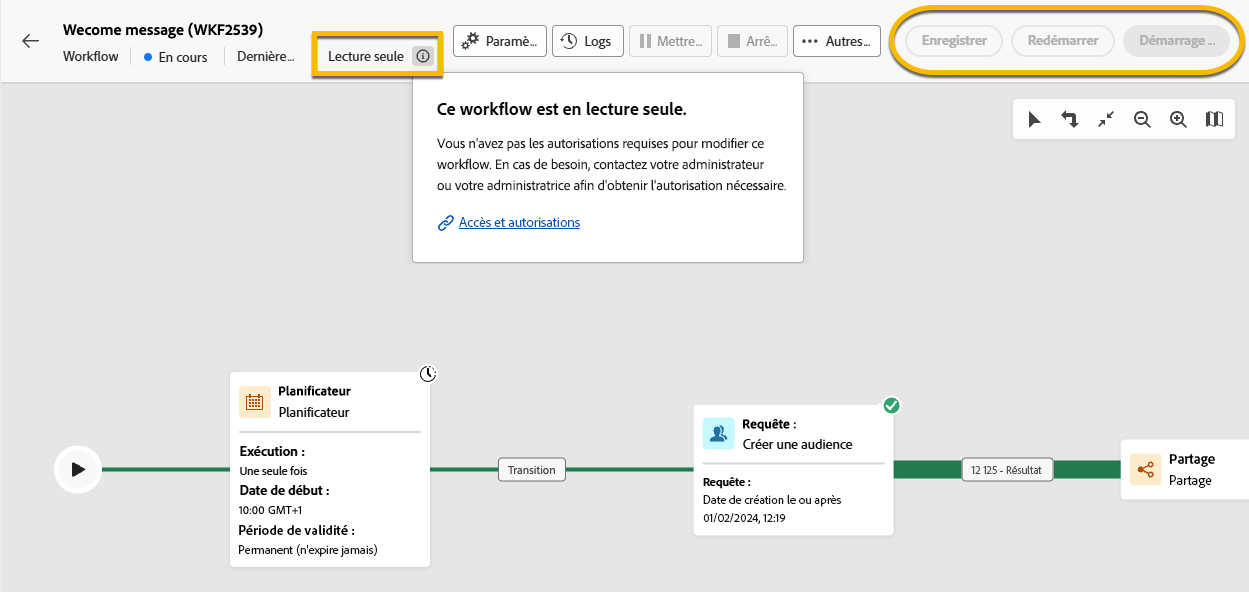 Wecome message (WKF2539)
Workflow
En cours
Dernière...
Lecture seule
Paramè...
Logs
Mettre...
Arrê...
Autres...
Enregistrer
Redémarrer
Démarrage ...
Ce workflow est en lecture seule.
Vous n'avez pas les autorisations requises pour modifier ce
workflow. En cas de besoin, contactez votre administrateur
ou votre administratrice afin d'obtenir l'autorisation nécessaire.
Accès et autorisations
Planificateur
Planificateur
Exécution :
Une seule fois
Date de début :
10:00 GMT+1
Période de validité :
Permanent (n'expire jamais)
Transition
Requête :
Créer une audience
Requête :
Date de création le ou après
01/02/2024, 12:19
12 125 - Résultat
Partage
Partage